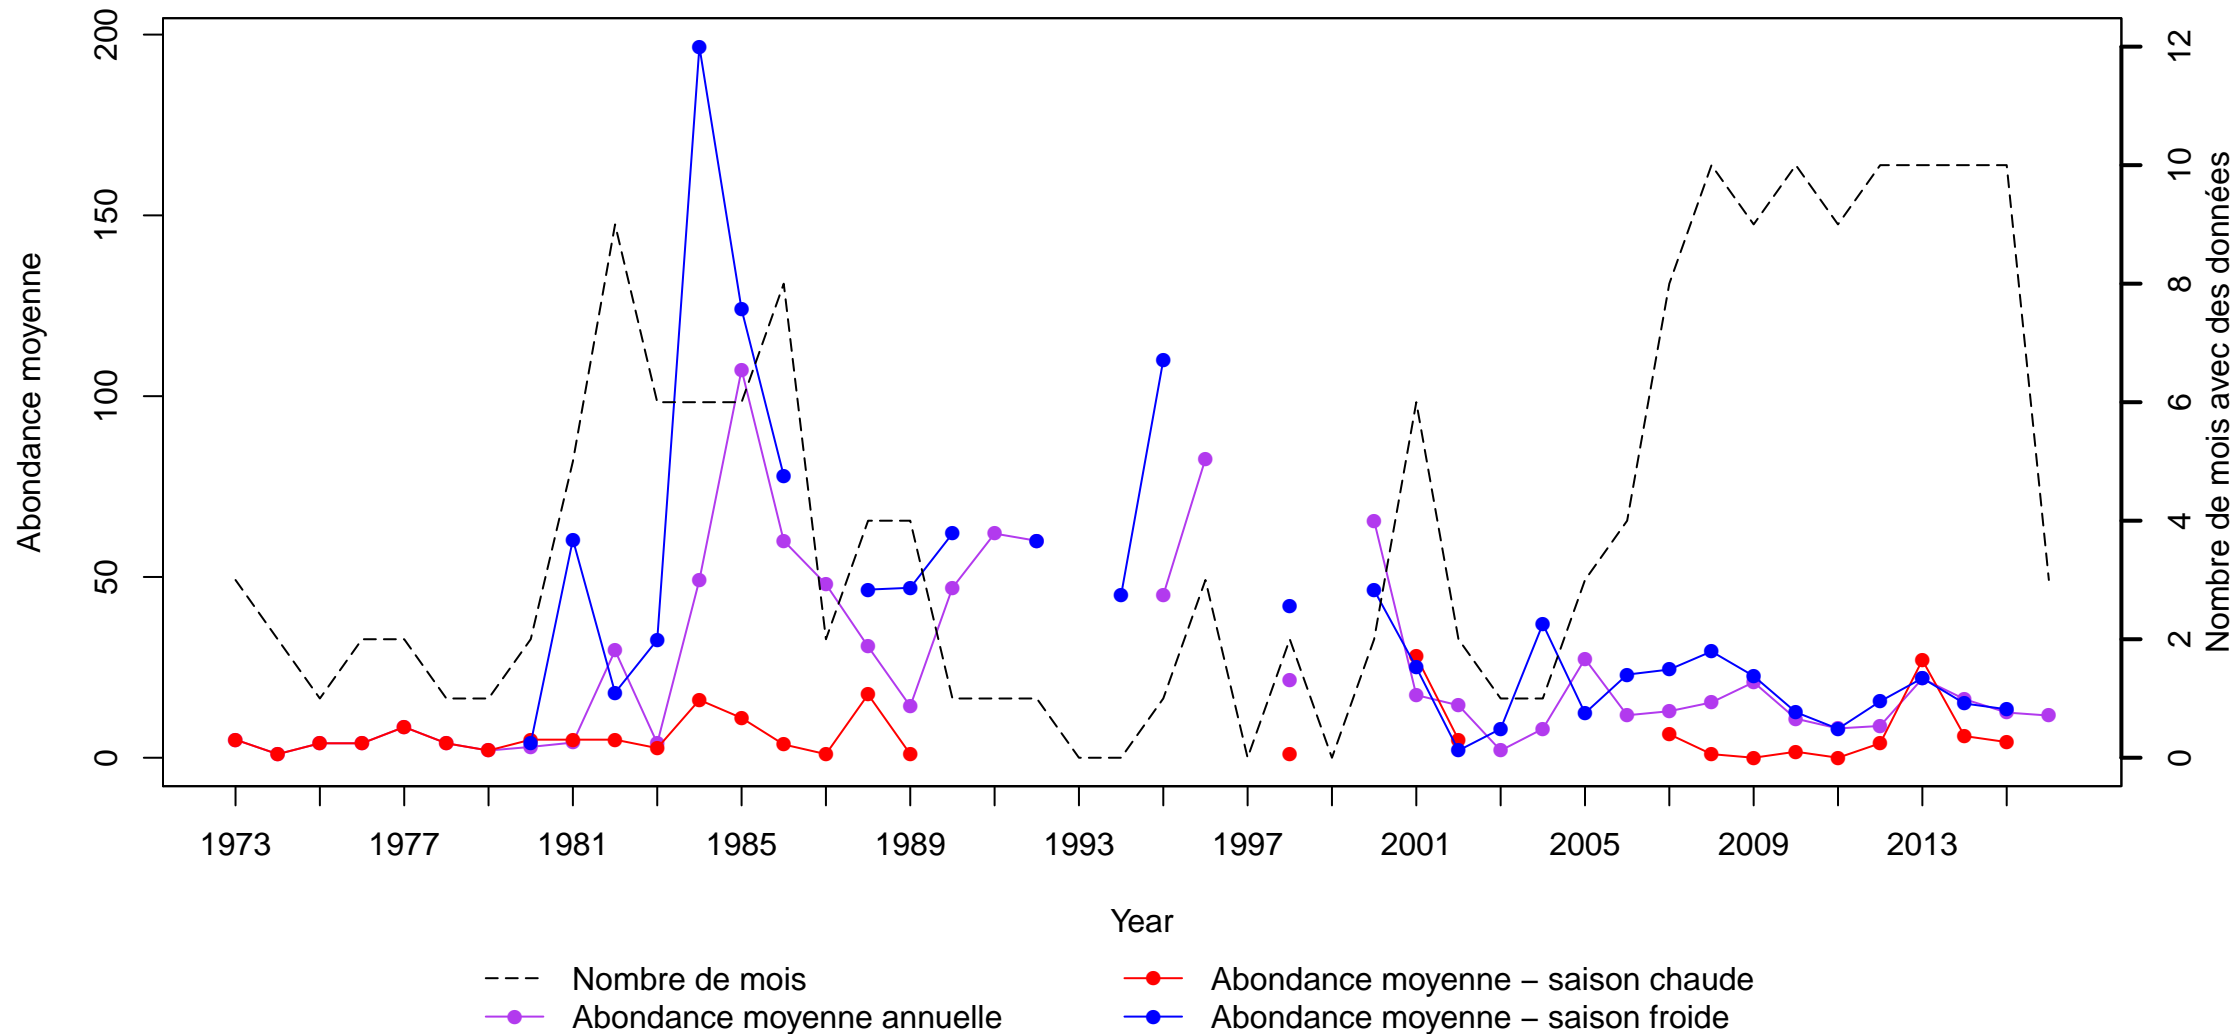 Abondance moyenne
200
150
100
50
0
12
10
8
6
4
2
0
Nombre de mois avec des données
1973 1977 1981 1985 1989 1993 1997 2001 2005 2009 2013
Year
Nombre de mois
Abondance moyenne annuelle
Abondance moyenne – saison chaude
Abondance moyenne – saison froide